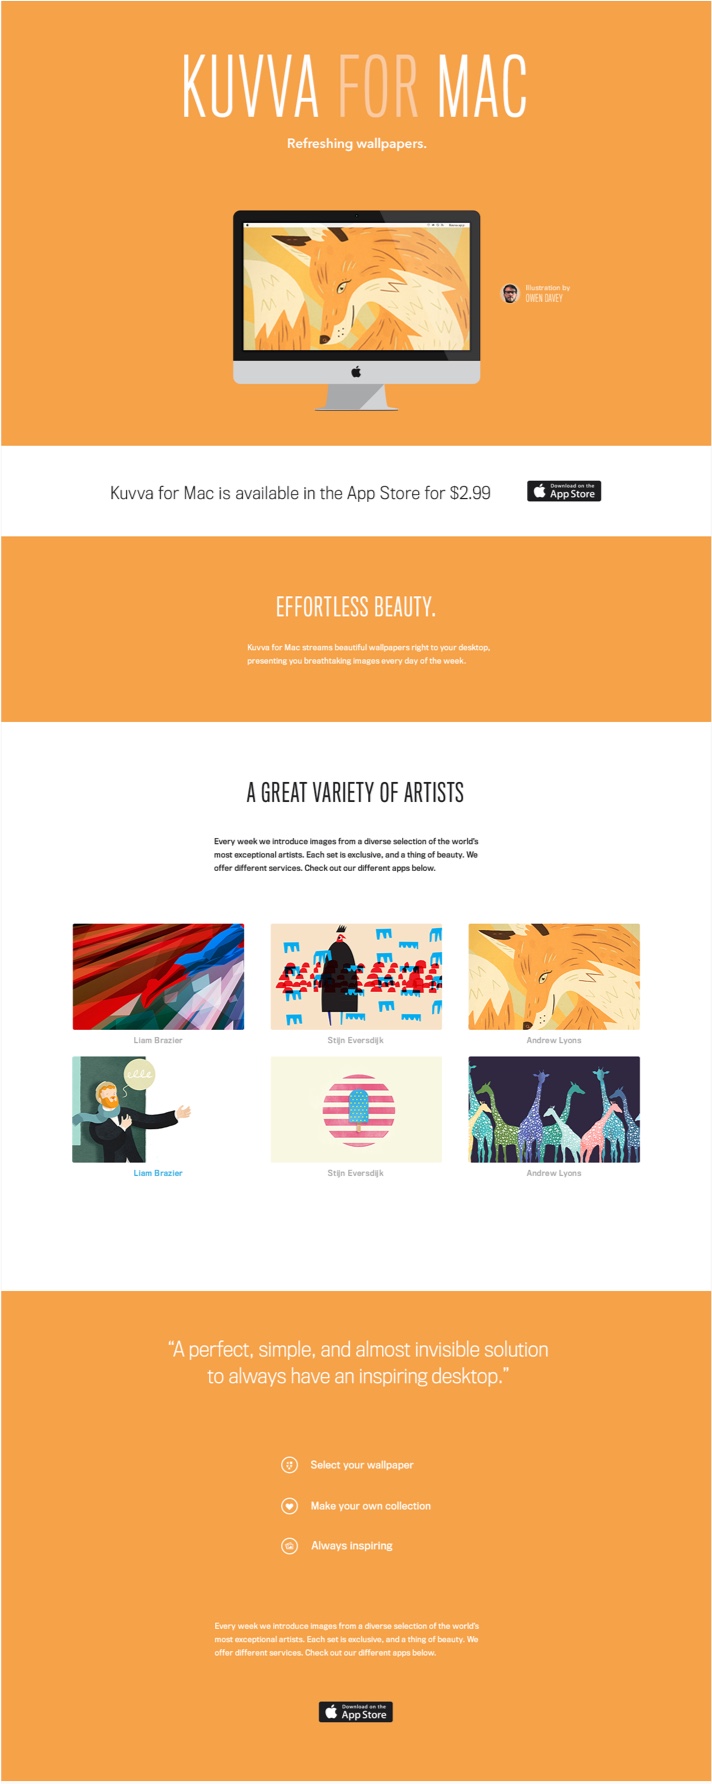 KUVVA FOR MAC
Refreshing wallpapers.
Illustration by
OWEN DAVEY
Kuvva for Mac is available in the App Store for $2.99
Download on the
App Store
EFFORTLESS BEAUTY.
Kuvva for Mac streams beautiful wallpapers right to your desktop,
presenting you breathtaking images every day of the week.
A GREAT VARIETY OF ARTISTS
Every week we introduce images from a diverse selection of the world's
most exceptional artists. Each set is exclusive, and a thing of beauty. We
offer different services. Check out our different apps below.
Liam Brazier
Stijn Eversdijk
Andrew Lyons
Liam Brazier
Stijn Eversdijk
Andrew Lyons
“A perfect, simple, and almost invisible solution
to always have an inspiring desktop.”
Select your wallpaper
Make your own collection
Always inspiring
Every week we introduce images from a diverse selection of the world's
most exceptional artists. Each set is exclusive, and a thing of beauty. We
offer different services. Check out our different apps below.
Download on the
App Store